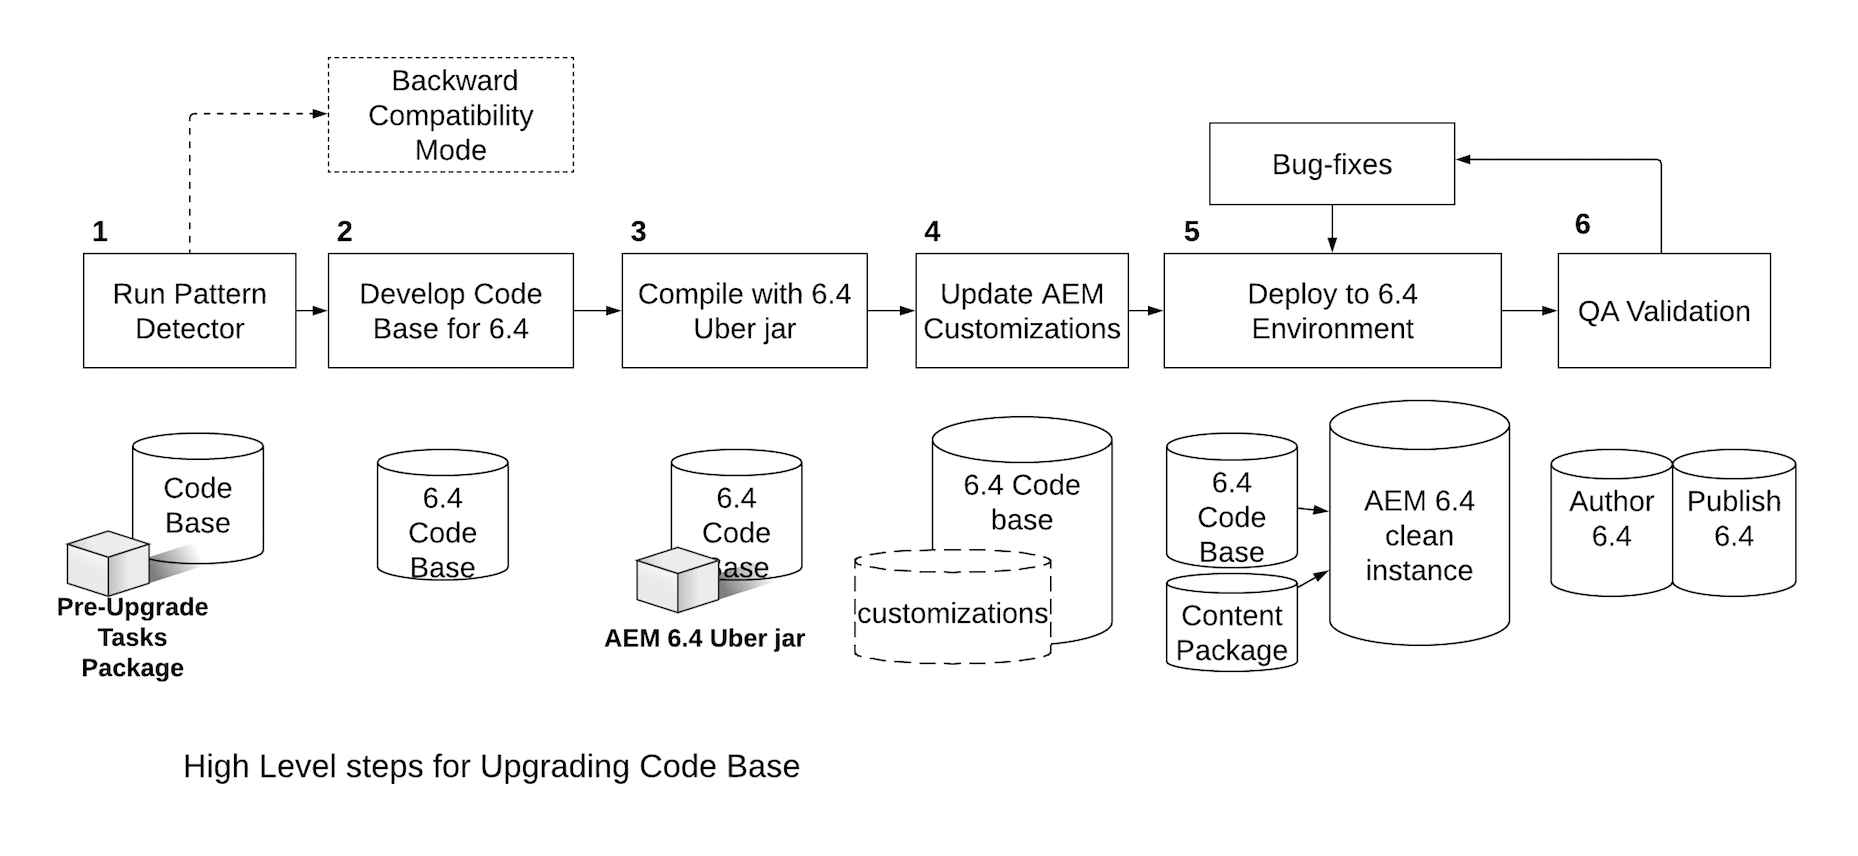 Backward
Compatibility
Mode
Bug-fixes
1
2
3
4
5
6
Run Pattern
Detector
Develop Code
Base for 6.4
Compile with 6.4
Uber jar
Update AEM
Customizations
Deploy to 6.4
Environment
QA Validation
Code
Base
Pre-Upgrade
Tasks
Package
6.4
Code
Base
6.4
Code
Base
AEM 6.4 Uber jar
6.4 Code
base
customizations
6.4
Code
Base
Content
Package
AEM 6.4
clean
instance
Author
6.4
Publish
6.4
High Level steps for Upgrading Code Base